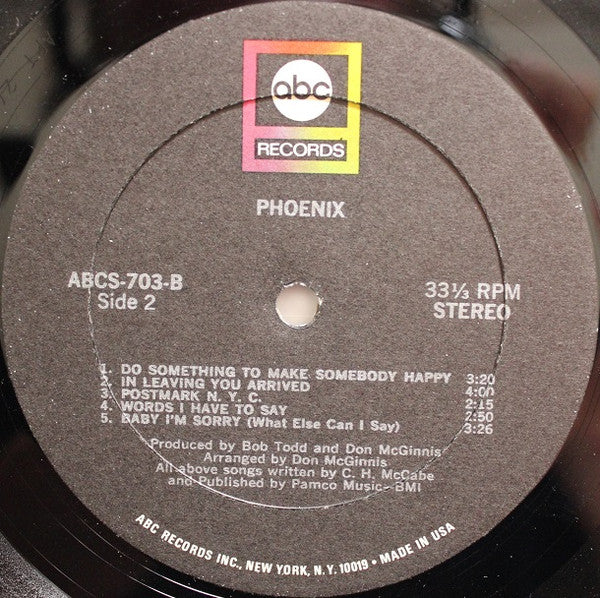 abc
RECORDS
PHOENIX
ABCS-703-B
Side 2
33⅓ RPM
STEREO
1. DO SOMETHING TO MAKE SOMEBODY HAPPY 3:20
2. IN LEAVING YOU ARRIVED 4:00
3. POSTMARK N. Y. C. 2:15
4. WORDS I HAVE TO SAY 2:50
5. BABY I'M SORRY (What Else Can I Say) 3:26
Produced by Bob Todd and Don McGinnis
Arranged by Don McGinnis
All above songs written by C. H. McCabe
and Published by Pamco Music-BMI
ABC RECORDS INC., NEW YORK, N.Y. 10019 • MADE IN USA